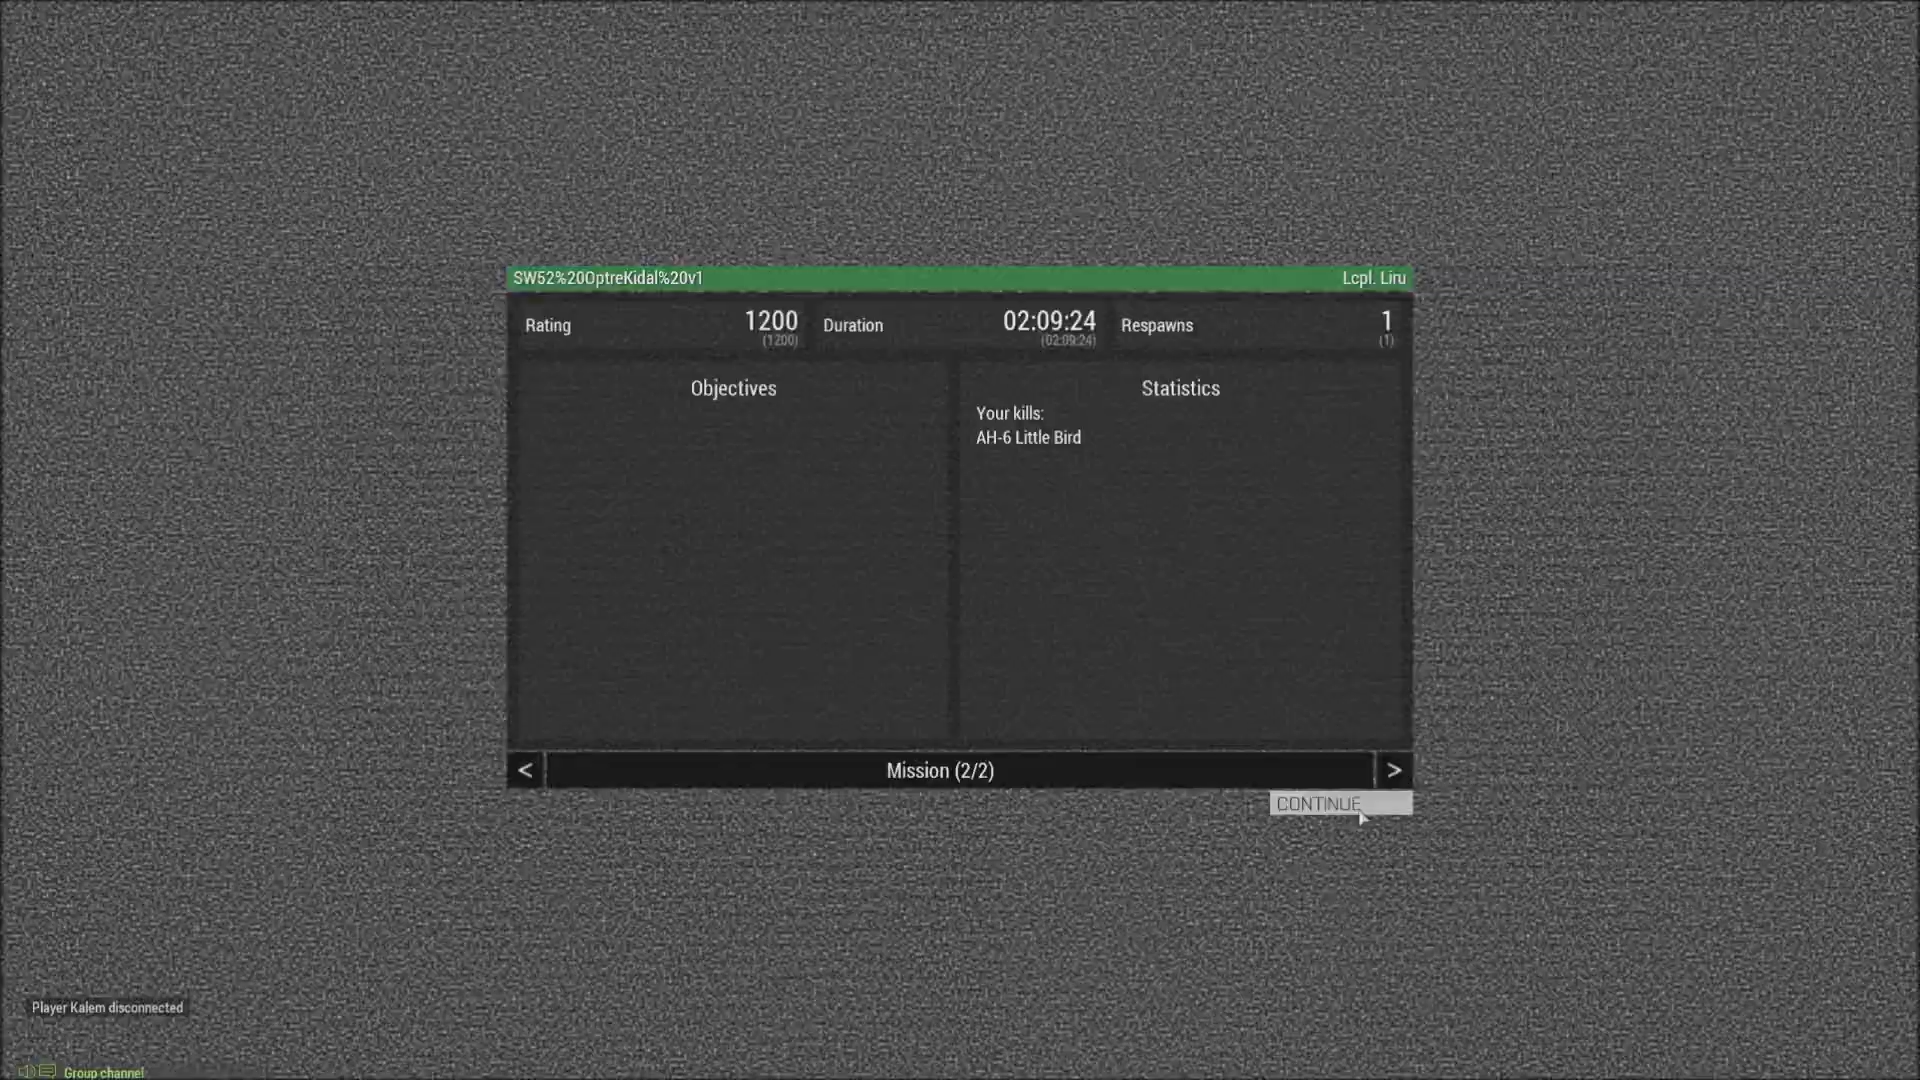 SW52%20OptreKidal%20v1 Lcpl. Liru
Rating 1200 Duration 02:09:24 Respawns 1
(1200) (02:09:24) (1)
Objectives Statistics
Your kills:
AH-6 Little Bird
< Mission (2/2) >
CONTINUE
Player Kalem disconnected
Group channel